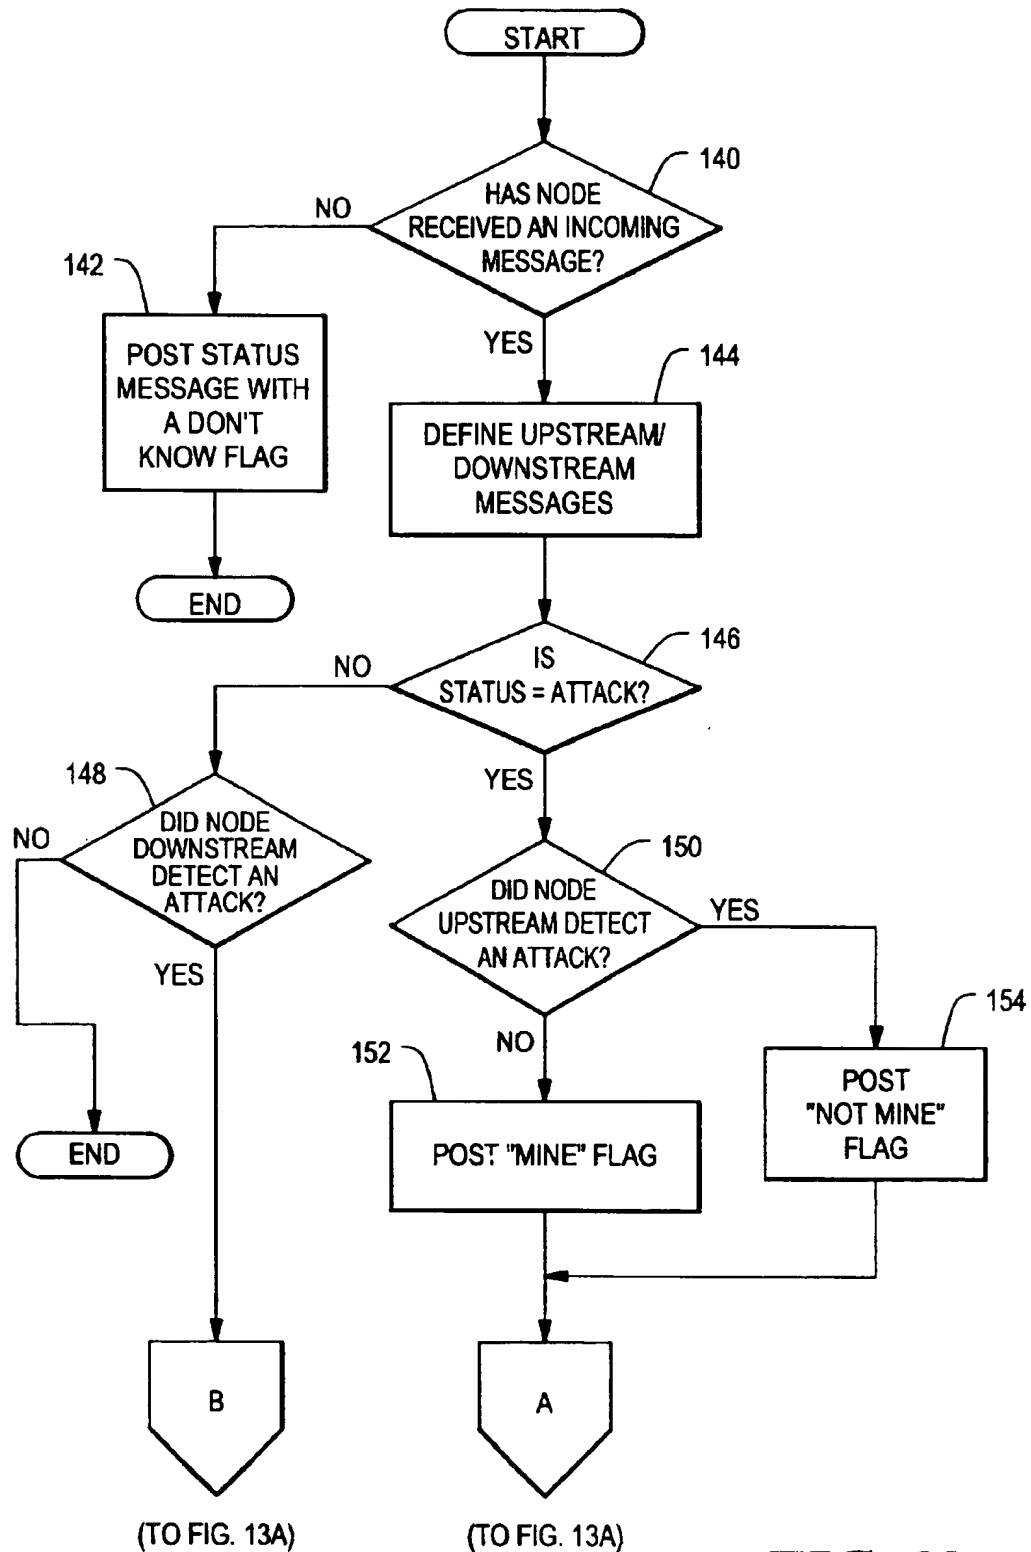 START
140
HAS NODE
RECEIVED AN INCOMING
MESSAGE?
NO
YES
142
POST STATUS
MESSAGE WITH
A DON'T
KNOW FLAG
END
144
DEFINE UPSTREAM/
DOWNSTREAM
MESSAGES
146
IS
STATUS = ATTACK?
NO
YES
148
DID NODE
DOWNSTREAM
DETECT AN
ATTACK?
NO
YES
END
150
DID NODE
UPSTREAM DETECT
AN ATTACK?
YES
NO
152
POST "MINE" FLAG
154
POST
"NOT MINE"
FLAG
B
A
(TO FIG. 13A)
(TO FIG. 13A)